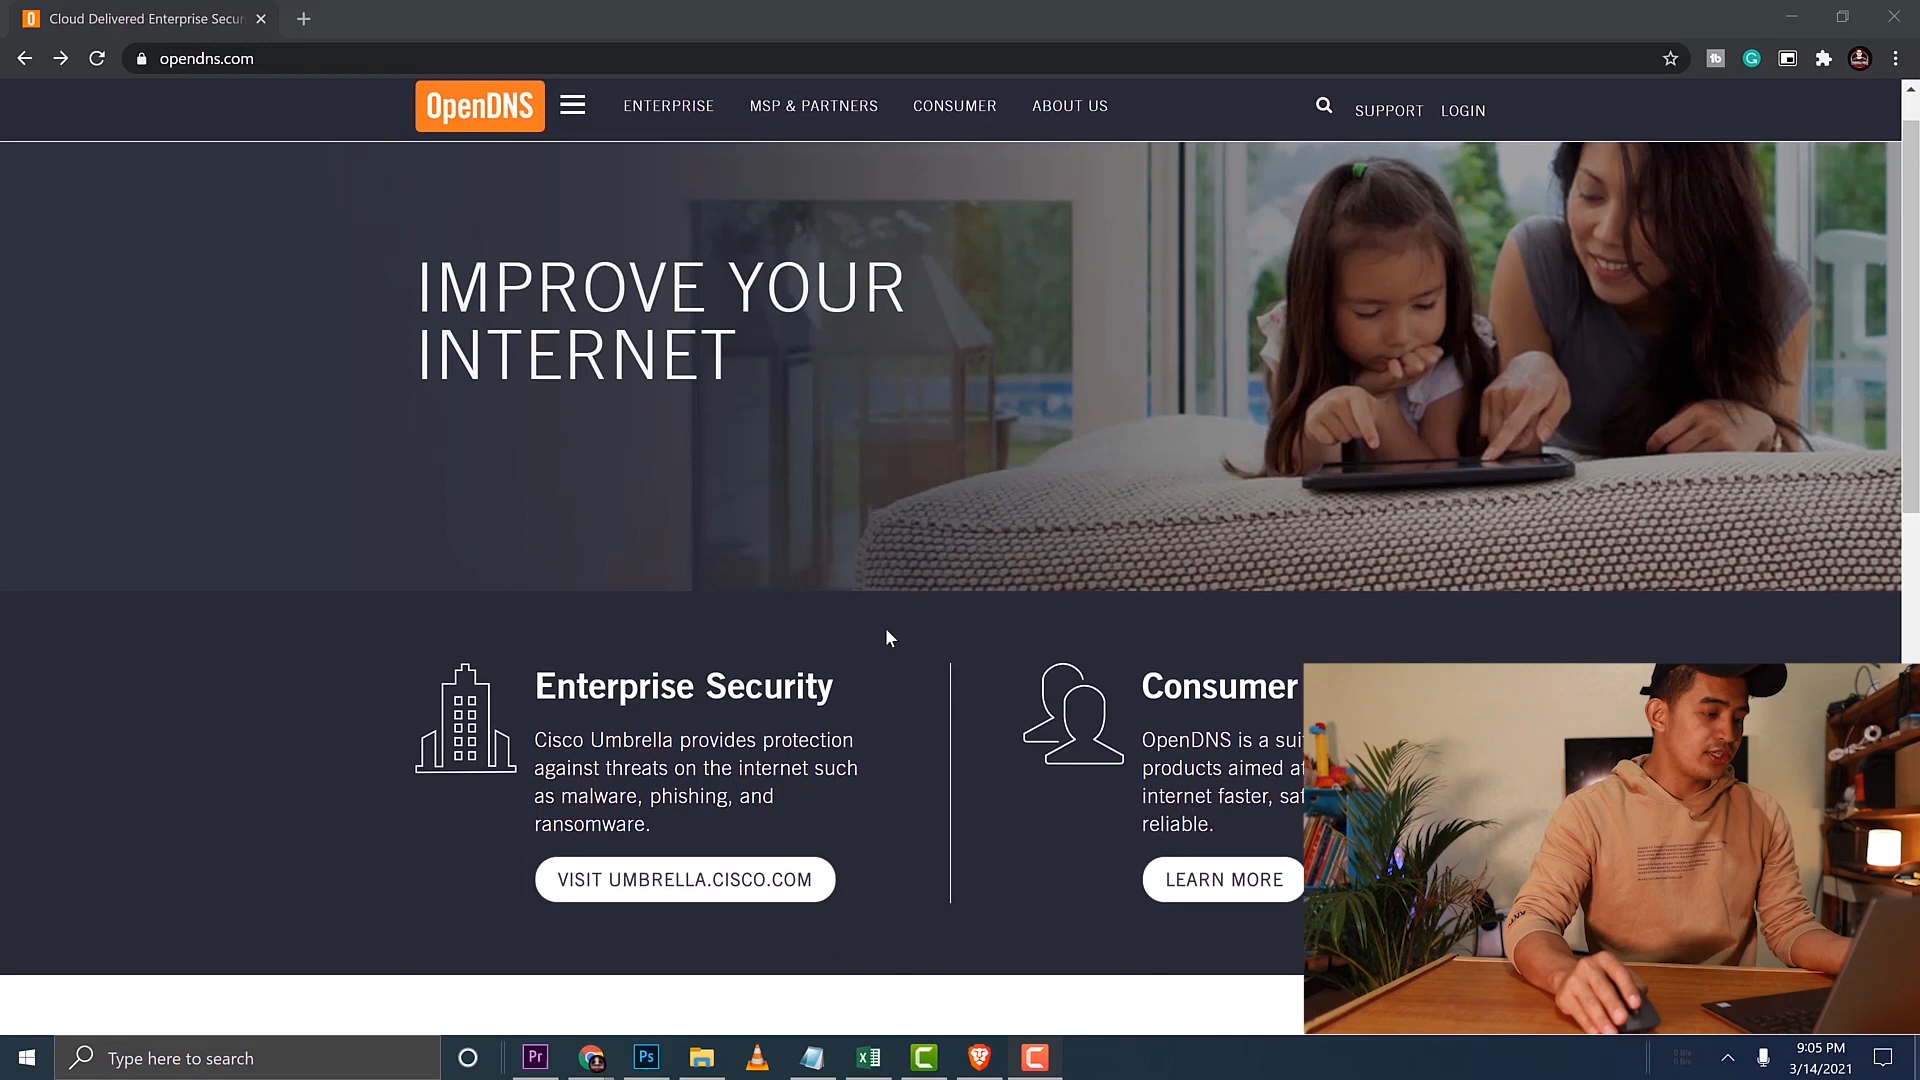 Cloud Delivered Enterprise Secur
opendns.com
OpenDNS
ENTERPRISE
MSP & PARTNERS
CONSUMER
ABOUT US
SUPPORT
LOGIN
IMPROVE YOUR
INTERNET
Enterprise Security
Cisco Umbrella provides protection
against threats on the internet such
as malware, phishing, and
ransomware.
VISIT UMBRELLA.CISCO.COM
Consumer
OpenDNS is a sui
products aimed a
internet faster, saf
reliable.
LEARN MORE
Type here to search
Pr
Ps
9:05 PM
3/14/2021